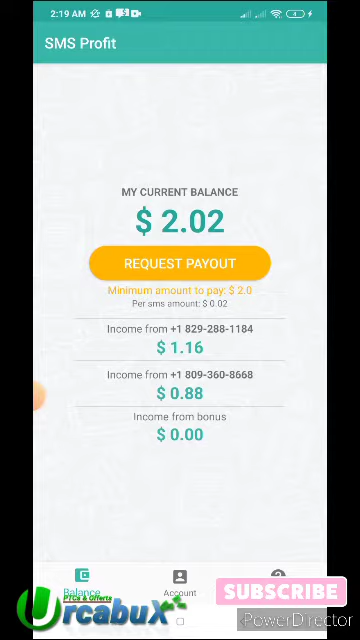 2:19 AM
SMS Profit
MY CURRENT BALANCE
$ 2.02
REQUEST PAYOUT
Minimum amount to pay: $ 2.0
Per sms amount: $ 0.02
Income from +1 829-288-1184
$ 1.16
Income from +1 809-360-8668
$ 0.88
Income from bonus
$ 0.00
Balance
Account
PTCs & Offerts
Urcabux
SUBSCRIBE
PowerDirector